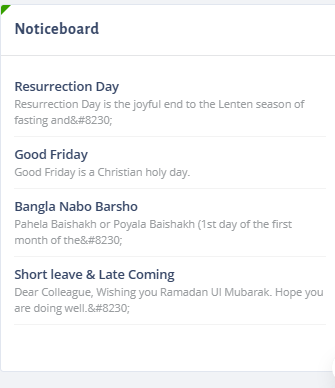 Noticeboard
Resurrection Day
Resurrection Day is the joyful end to the Lenten season of
fasting and&#8230;
Good Friday
Good Friday is a Christian holy day.
Bangla Nabo Barsho
Pahela Baishakh or Poyala Baishakh (1st day of the first
month of the&#8230;
Short leave & Late Coming
Dear Colleague, Wishing you Ramadan Ul Mubarak. Hope you
are doing well.&#8230;